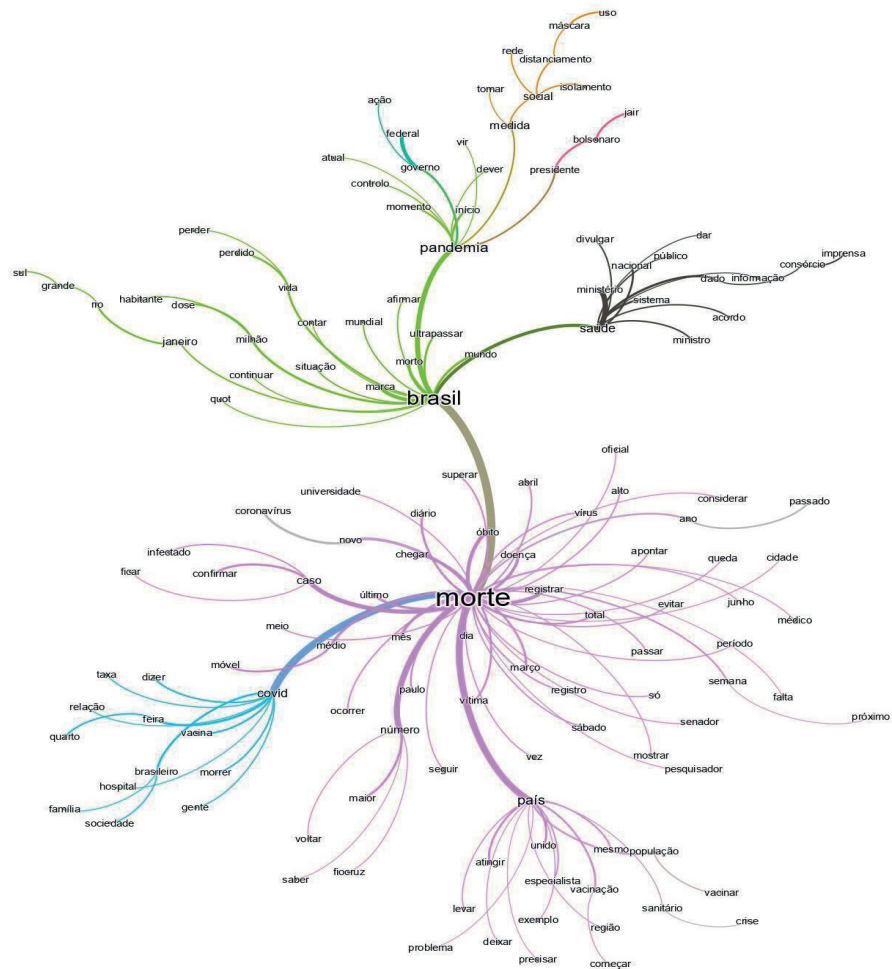 uso
máscara
rede
distanciamento
tomar
social
isolamento
ação
medida
jair
federal
bolsonaro
vir
atual
governo
dever
presidente
controlo
momento
início
perder
pandemia
divulgar
dar
público
perdido
nacional
imprensa
sul
consórcio
grande
vida
ministério
dado
informação
habitante
afirmar
sistema
dose
rio
contar
mundial
acordo
saúde
ultrapassar
janeiro
milhão
ministro
morto
mundo
situação
continuar
marca
quot
brasil
oficial
superar
abril
universidade
alto
considerar
passado
coronavírus
diário
vírus
ano
óbito
novo
infectado
chegar
doença
apontar
queda
cidade
ficar
confirmar
caso
registrar
último
morte
evitar
junho
total
médico
meio
mês
dia
médio
passar
período
móvel
março
taxa
dizer
semana
covid
paulo
registro
só
falta
relação
vítima
ocorrer
feira
próximo
vacina
sábado
senador
quarto
número
brasileiro
vez
mostrar
hospital
morrer
seguir
pesquisador
família
gente
maior
país
sociedade
voltar
unido
mesmo
população
atingir
saber
fiocruz
especialista
vacinação
vacinar
levar
exemplo
sanitário
região
crise
problema
deixar
precisar
começar